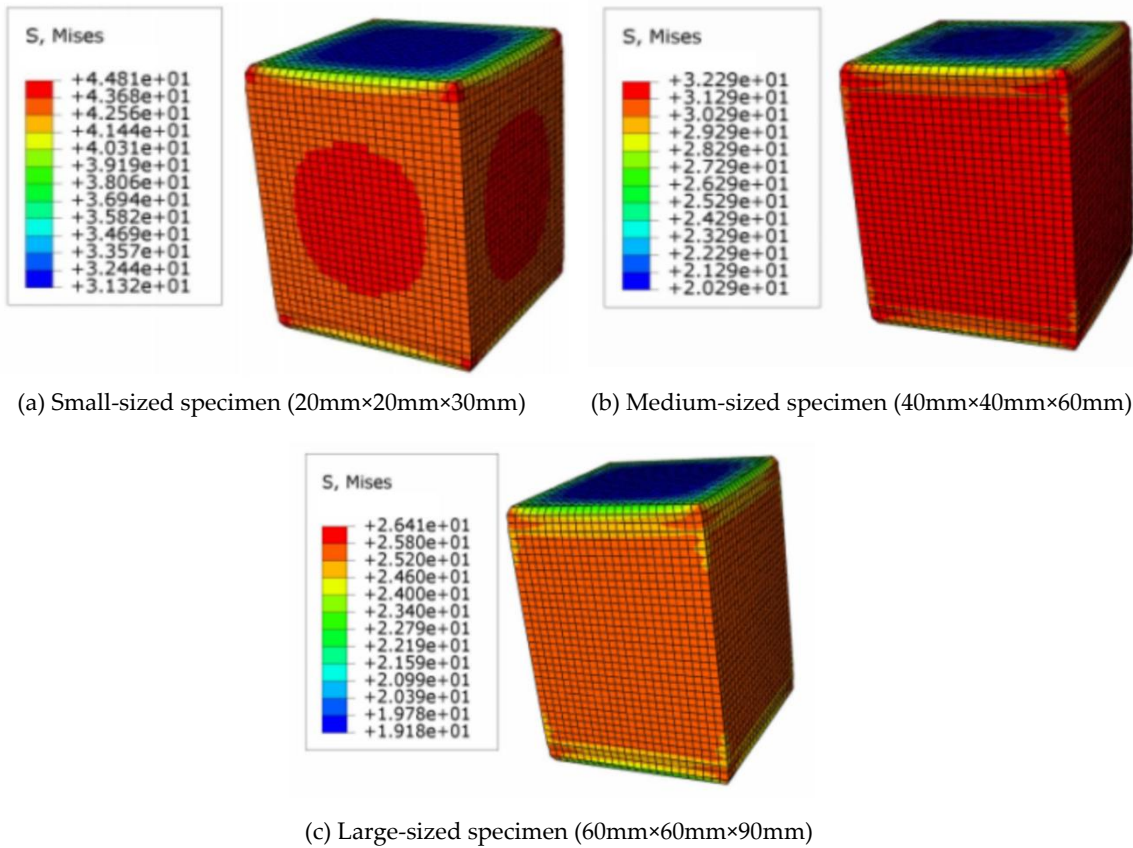 S, Mises
+4.481e+01
+4.368e+01
+4.256e+01
+4.144e+01
+4.031e+01
+3.919e+01
+3.806e+01
+3.694e+01
+3.582e+01
+3.469e+01
+3.357e+01
+3.244e+01
+3.132e+01
(a) Small-sized specimen (20mm×20mm×30mm)
S, Mises
+3.229e+01
+3.129e+01
+3.029e+01
+2.929e+01
+2.829e+01
+2.729e+01
+2.629e+01
+2.529e+01
+2.429e+01
+2.329e+01
+2.229e+01
+2.129e+01
+2.029e+01
(b) Medium-sized specimen (40mm×40mm×60mm)
S, Mises
+2.641e+01
+2.580e+01
+2.520e+01
+2.460e+01
+2.400e+01
+2.340e+01
+2.279e+01
+2.219e+01
+2.159e+01
+2.099e+01
+2.039e+01
+1.978e+01
+1.918e+01
(c) Large-sized specimen (60mm×60mm×90mm)